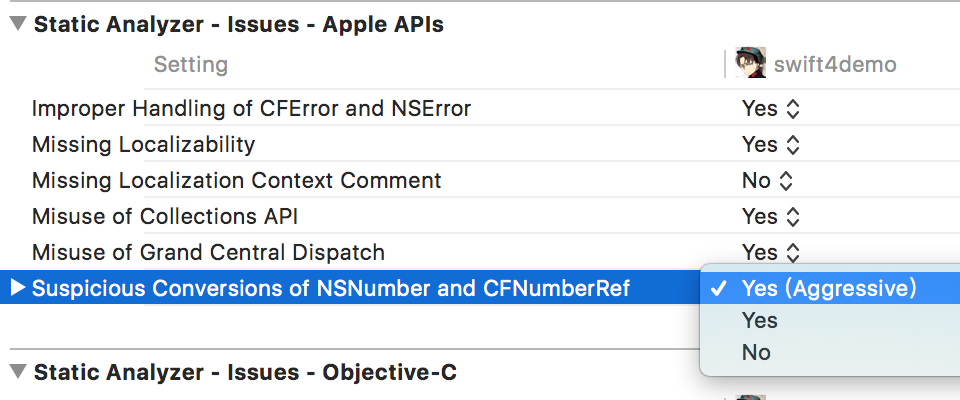 Static Analyzer - Issues - Apple APIs
Setting swift4demo
Improper Handling of CFError and NSError Yes
Missing Localizability Yes
Missing Localization Context Comment No
Misuse of Collections API Yes
Misuse of Grand Central Dispatch Yes
Suspicious Conversions of NSNumber and CFNumberRef Yes (Aggressive)
Yes
No
Static Analyzer - Issues - Objective-C